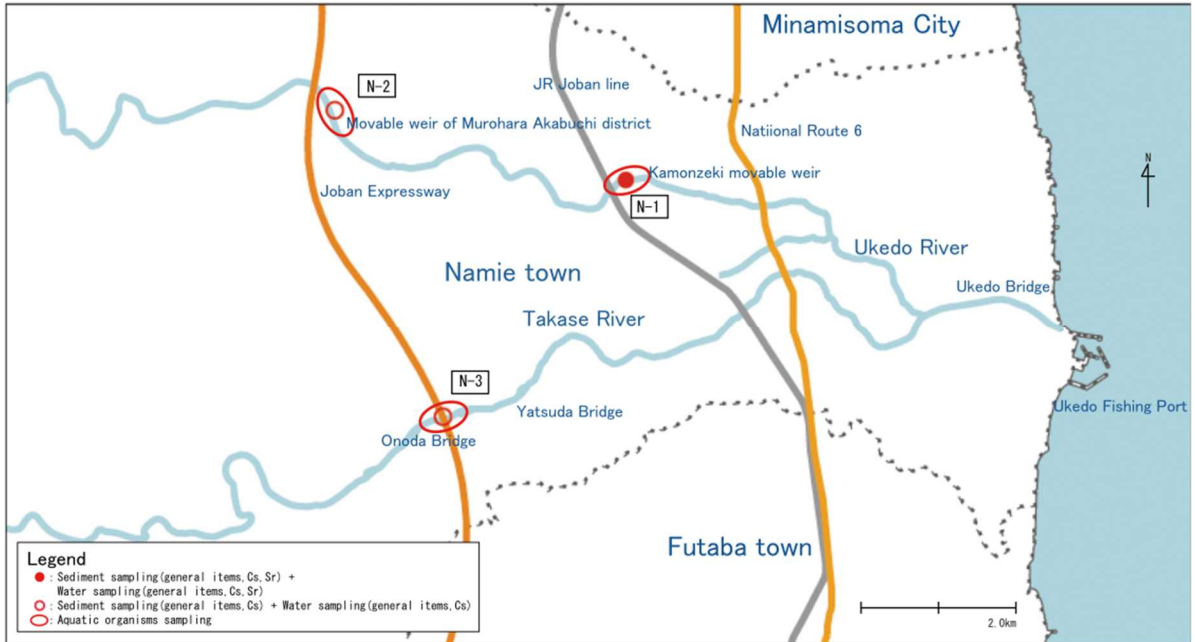 Minamisoma City
N-2
JR Joban line
Movable weir of Murohara Akabuchi district
Natiional Route 6
N
Kamonzeki movable weir
Joban Expressway
N-1
Ukedo River
Namie town
Ukedo Bridge
Takase River
N-3
Yatsuda Bridge
Ukedo Fishing Port
Onoda Bridge
Futaba town
Legend
: Sediment sampling(general items,Cs,Sr) +
Water sampling(general items,Cs,Sr)
: Sediment sampling(general items,Cs) + Water sampling(general items,Cs)
: Aquatic organisms sampling
2.0km